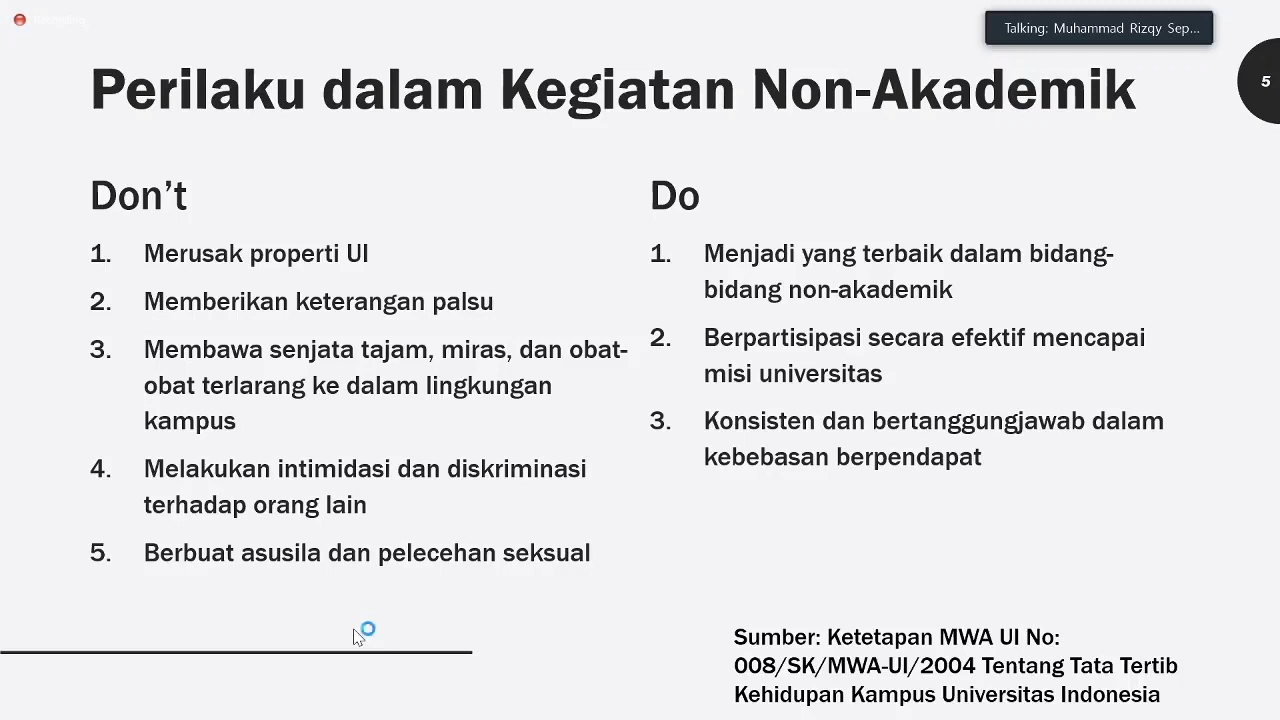 Talking: Muhammad Rizqy Sep...
5
Perilaku dalam Kegiatan Non-Akademik
Don’t
1. Merusak properti UI
2. Memberikan keterangan palsu
3. Membawa senjata tajam, miras, dan obat-
obat terlarang ke dalam lingkungan
kampus
4. Melakukan intimidasi dan diskriminasi
terhadap orang lain
5. Berbuat asusila dan pelecehan seksual
Do
1. Menjadi yang terbaik dalam bidang-
bidang non-akademik
2. Berpartisipasi secara efektif mencapai
misi universitas
3. Konsisten dan bertanggungjawab dalam
kebebasan berpendapat
Sumber: Ketetapan MWA UI No:
008/SK/MWA-UI/2004 Tentang Tata Tertib
Kehidupan Kampus Universitas Indonesia